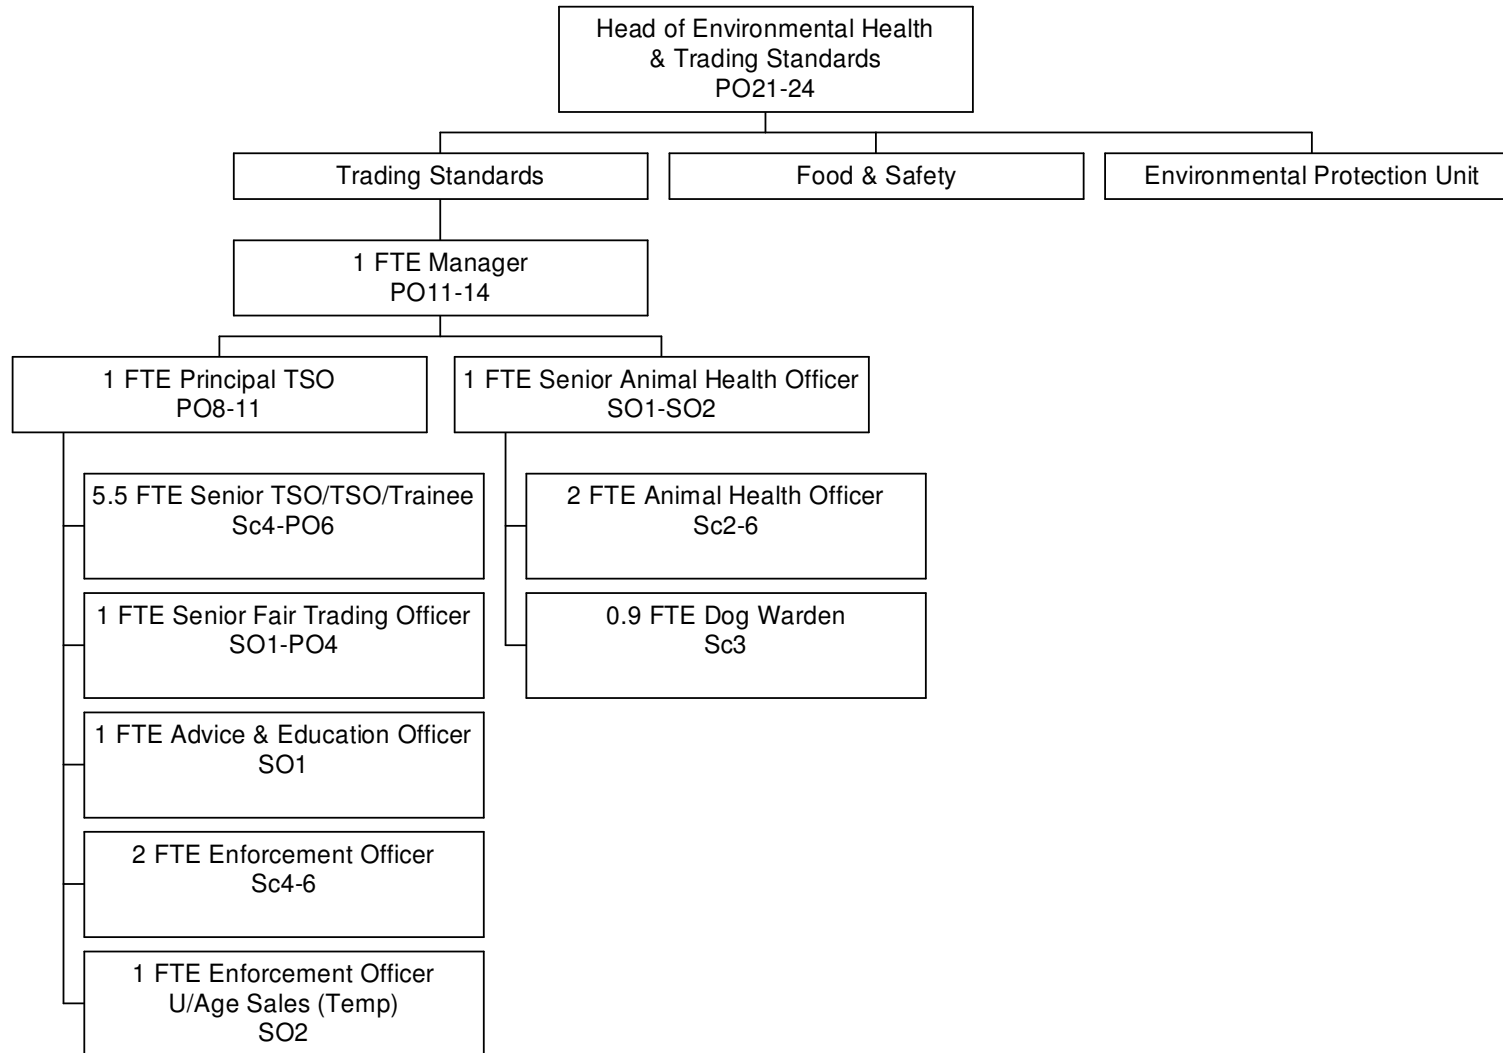 Head of Environmental Health
& Trading Standards
PO21-24
Trading Standards
Food & Safety
Environmental Protection Unit
1 FTE Manager
PO11-14
1 FTE Principal TSO
PO8-11
1 FTE Senior Animal Health Officer
SO1-SO2
5.5 FTE Senior TSO/TSO/Trainee
Sc4-PO6
2 FTE Animal Health Officer
Sc2-6
1 FTE Senior Fair Trading Officer
SO1-PO4
0.9 FTE Dog Warden
Sc3
1 FTE Advice & Education Officer
SO1
2 FTE Enforcement Officer
Sc4-6
1 FTE Enforcement Officer
U/Age Sales (Temp)
SO2